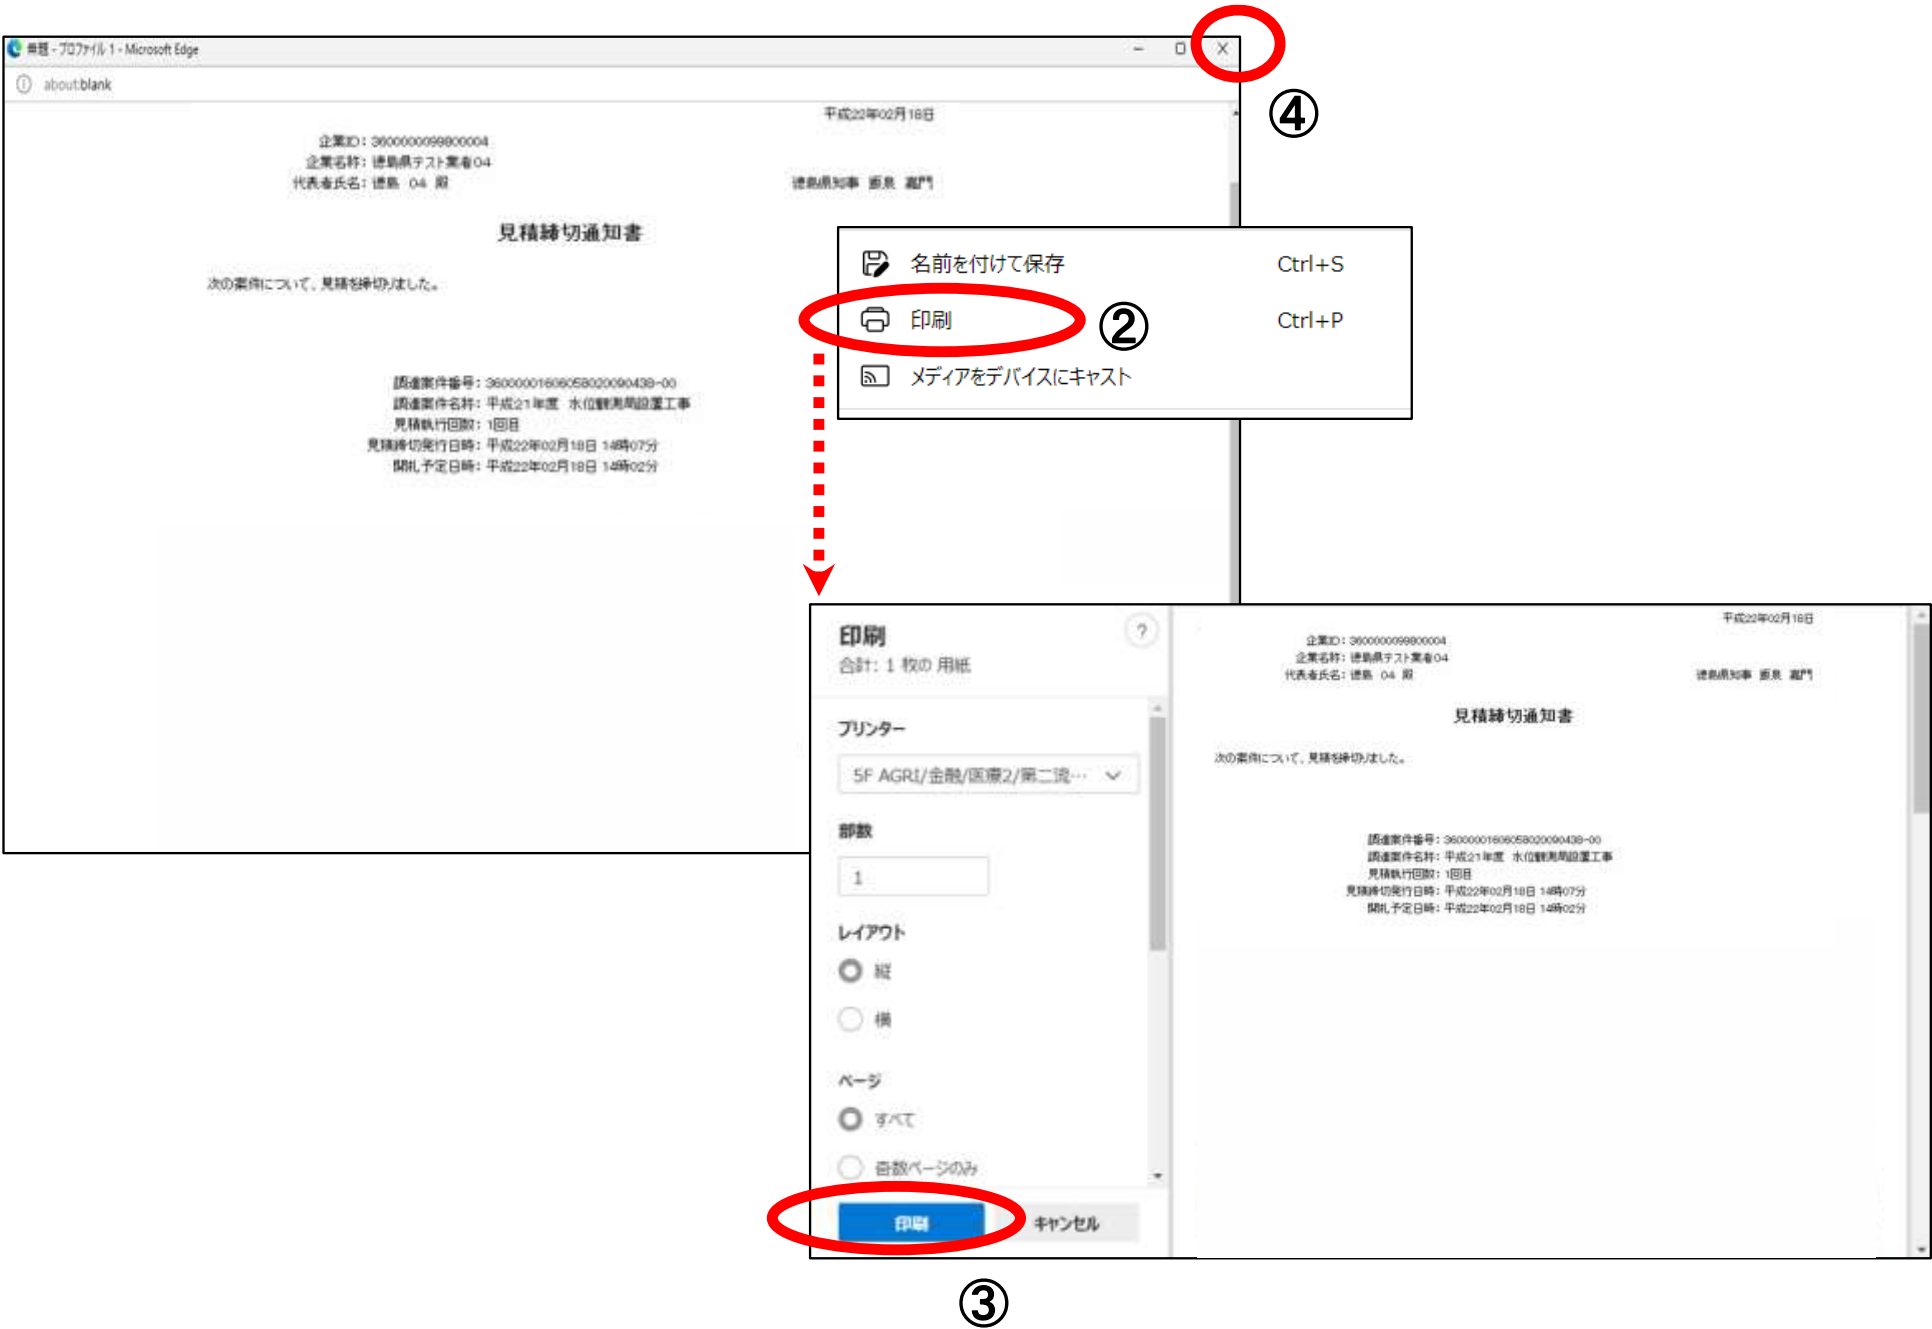 無題 - プロファイル 1 - Microsoft Edge
about:blank
④
平成22年02月18日
企業ID：3600000099800004
企業名称：徳島県テスト業者04
代表者氏名：徳島 04 殿
徳島県知事 飯泉 嘉門
見積締切通知書
次の案件について、見積を締切りました。
調達案件番号：3600000160605802009043​8-00
調達案件名称：平成21年度 水位観測局設置工事
見積執行回数：1回目
見積締切発行日時：平成22年02月18日 14時07分
開札予定日時：平成22年02月18日 14時02分
名前を付けて保存 Ctrl+S
印刷 ② Ctrl+P
メディアをデバイスにキャスト
印刷
合計: 1 枚の 用紙
?
プリンター
5F AGRI/金融/医療2/第二流…
部数
1
レイアウト
縦
横
ページ
すべて
奇数ページのみ
印刷 キャンセル
③
平成22年02月18日
企業ID：3600000099800004
企業名称：徳島県テスト業者04
代表者氏名：徳島 04 殿
徳島県知事 飯泉 嘉門
見積締切通知書
次の案件について、見積を締切りました。
調達案件番号：36000001606058020090438-00
調達案件名称：平成21年度 水位観測局設置工事
見積執行回数：1回目
見積締切発行日時：平成22年02月18日 14時07分
開札予定日時：平成22年02月18日 14時02分